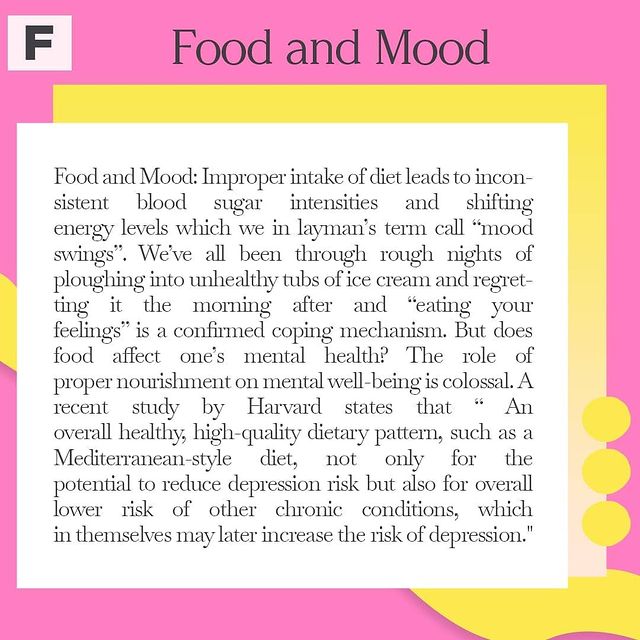 F
Food and Mood
Food and Mood: Improper intake of diet leads to incon-
sistent blood sugar intensities and shifting
energy levels which we in layman’s term call “mood
swings”. We’ve all been through rough nights of
ploughing into unhealthy tubs of ice cream and regret-
ting it the morning after and “eating your
feelings” is a confirmed coping mechanism. But does
food affect one’s mental health? The role of
proper nourishment on mental well-being is colossal. A
recent study by Harvard states that “ An
overall healthy, high-quality dietary pattern, such as a
Mediterranean-style diet, not only for the
potential to reduce depression risk but also for overall
lower risk of other chronic conditions, which
in themselves may later increase the risk of depression."